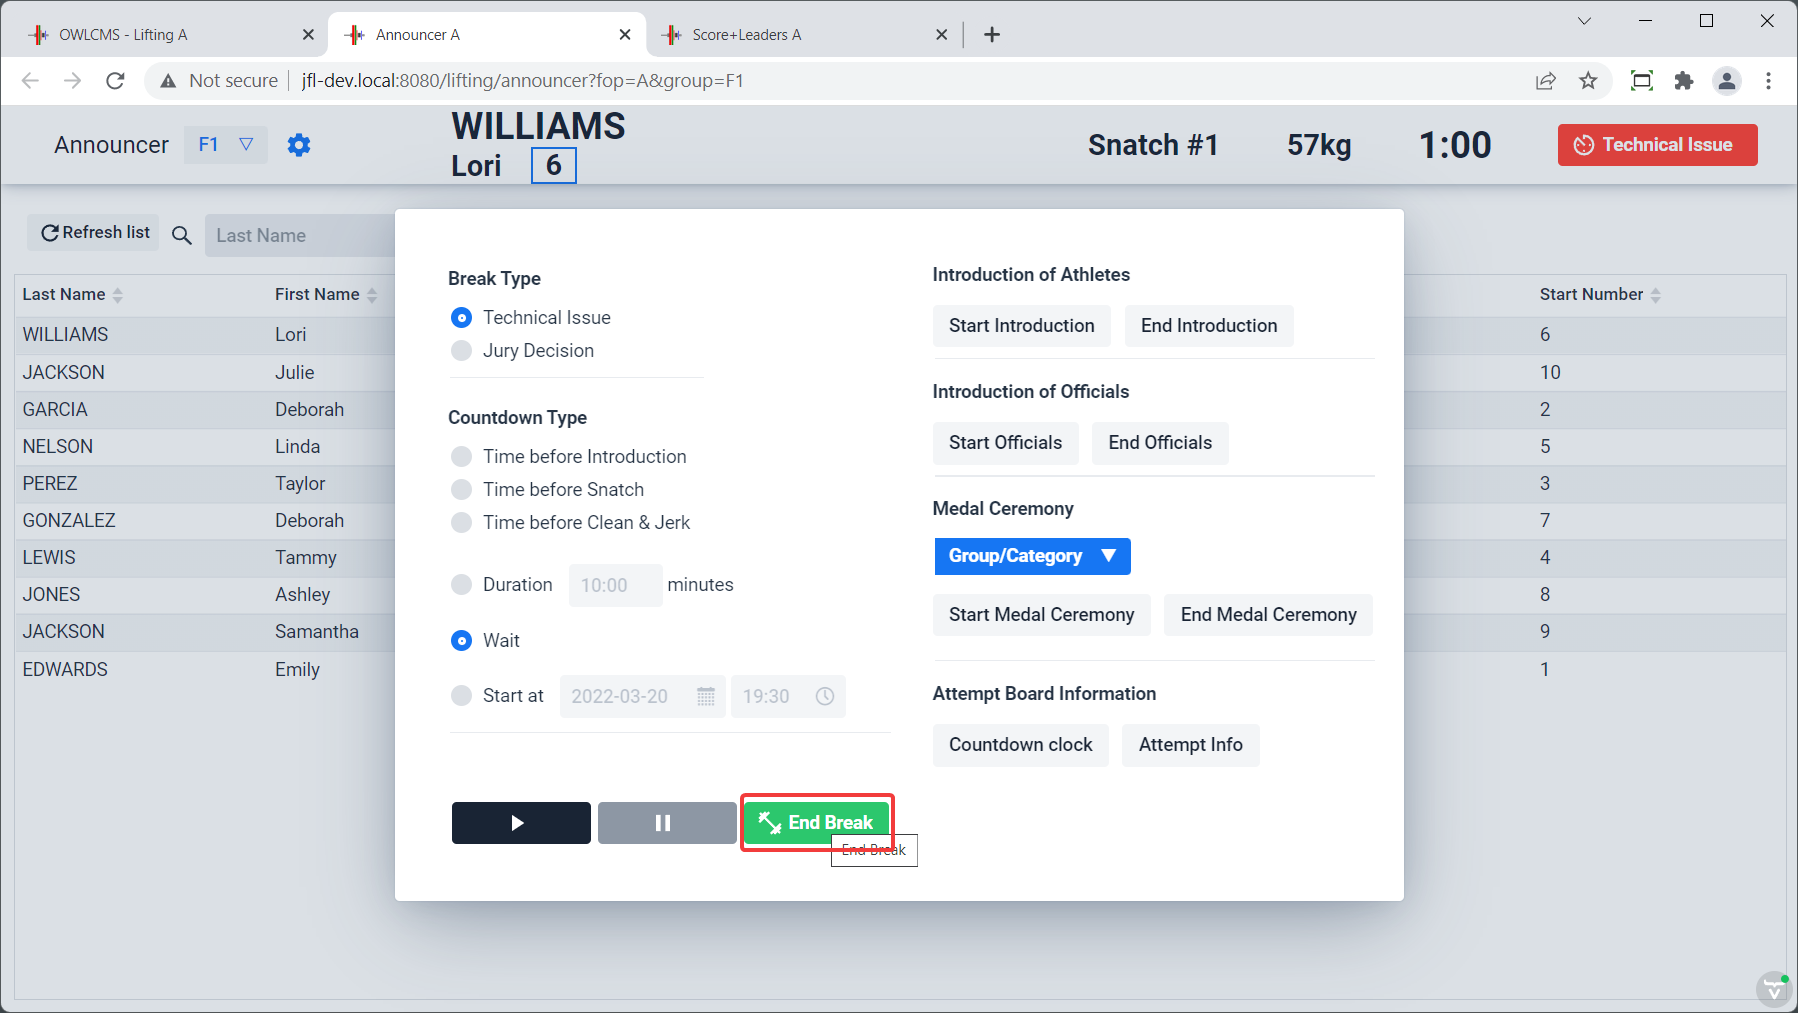 OWLCMS - Lifting A
Announcer A
Score+Leaders A
Not secure
jfl-dev.local:8080/lifting/announcer?fop=A&group=F1
Announcer
F1
WILLIAMS
Lori
6
Snatch #1
57kg
1:00
Technical Issue
Refresh list
Last Name
Last Name
First Name
Start Number
WILLIAMS Lori 6
JACKSON Julie 10
GARCIA Deborah 2
NELSON Linda 5
PEREZ Taylor 3
GONZALEZ Deborah 7
LEWIS Tammy 4
JONES Ashley 8
JACKSON Samantha 9
EDWARDS Emily 1
Break Type
Technical Issue
Jury Decision
Countdown Type
Time before Introduction
Time before Snatch
Time before Clean & Jerk
Duration 10:00 minutes
Wait
Start at 2022-03-20 19:30
End Break
End Break
Introduction of Athletes
Start Introduction
End Introduction
Introduction of Officials
Start Officials
End Officials
Medal Ceremony
Group/Category
Start Medal Ceremony
End Medal Ceremony
Attempt Board Information
Countdown clock
Attempt Info